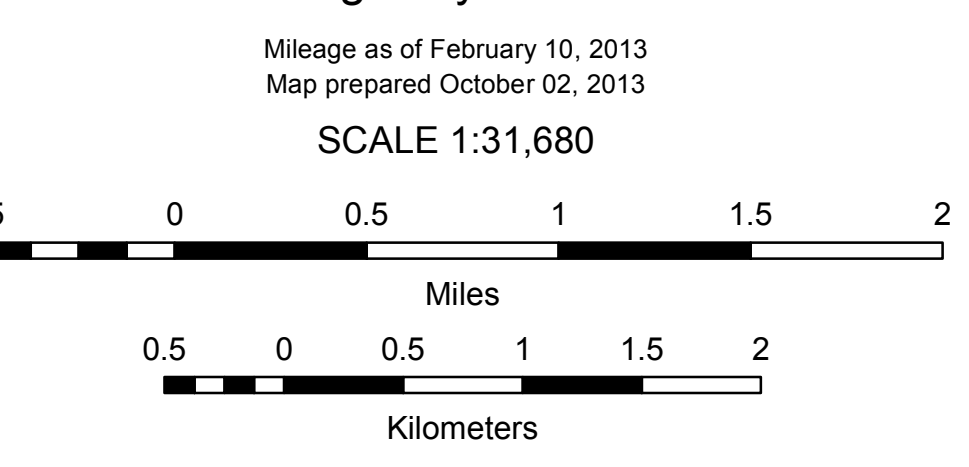 Mileage as of February 10, 2013
Map prepared October 02, 2013
SCALE 1:31,680
0 0.5 1 1.5 2
Miles
0.5 0 0.5 1 1.5 2
Kilometers